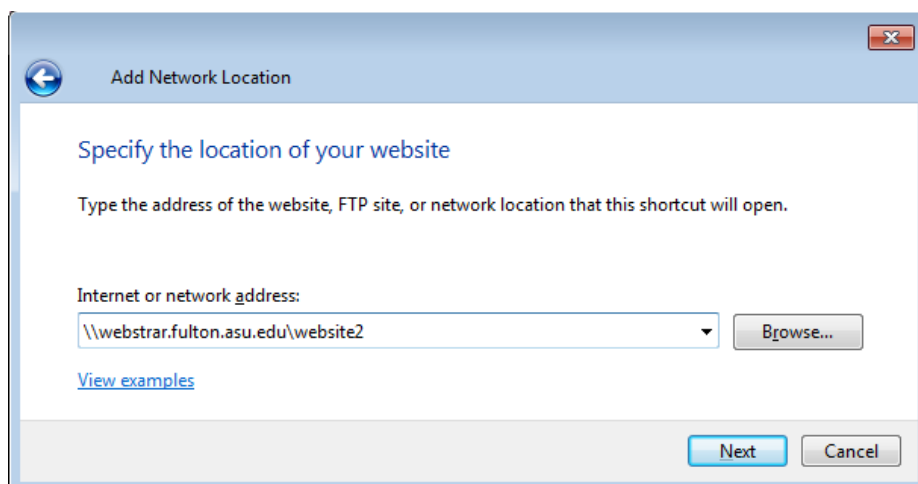 Add Network Location
Specify the location of your website
Type the address of the website, FTP site, or network location that this shortcut will open.
Internet or network address:
\\webstrar.fulton.asu.edu\website2
Browse...
View examples
Next
Cancel